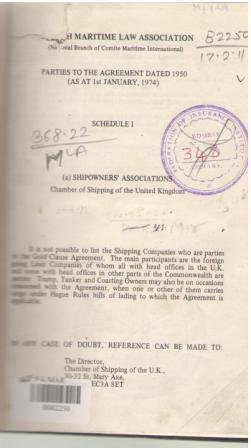 MARITIME LAW ASSOCIATION
B2250
Branch of Comite Maritime International)
17.2.11
PARTIES TO THE AGREEMENT DATED 1950
(AS AT 1st JANUARY, 1974)
SCHEDULE I
368.22
MLA
BOMBAY
348
(a) SHIPOWNERS' ASSOCIATIONS
Chamber of Shipping of the United Kingdom
It is not possible to list the Shipping Companies who are parties
the Gold Clause Agreement. The main participants are the foreign
Liner Companies of whom all with head offices in the U.K.
some with head offices in other parts of the Commonwealth are
Tramp, Tanker and Coasting Owners may also be on occasions
with the Agreement, when one or other of them carries
under Hague Rules bills of lading to which the Agreement is
ANY CASE OF DOUBT, REFERENCE CAN BE MADE TO:
The Director,
Chamber of Shipping of the U.K.,
30-32 St. Mary Axe,
EC3A 8ET